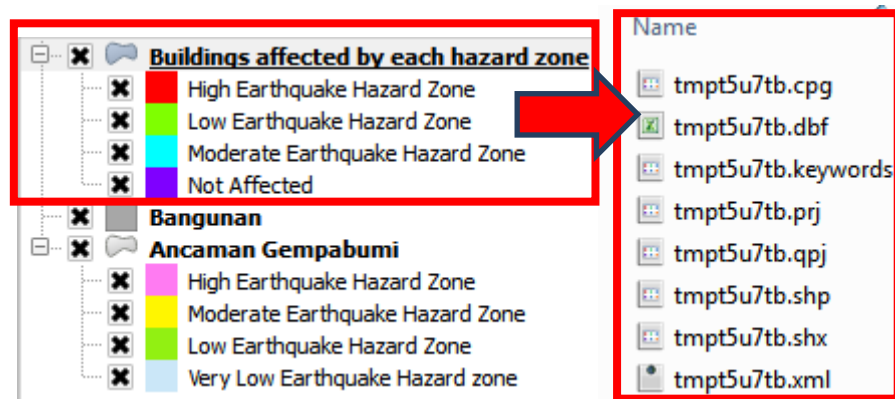 Buildings affected by each hazard zone
High Earthquake Hazard Zone
Low Earthquake Hazard Zone
Moderate Earthquake Hazard Zone
Not Affected
Bangunan
Ancaman Gempabumi
High Earthquake Hazard Zone
Moderate Earthquake Hazard Zone
Low Earthquake Hazard Zone
Very Low Earthquake Hazard zone
Name
tmpt5u7tb.cpg
tmpt5u7tb.dbf
tmpt5u7tb.keywords
tmpt5u7tb.prj
tmpt5u7tb.qpj
tmpt5u7tb.shp
tmpt5u7tb.shx
tmpt5u7tb.xml